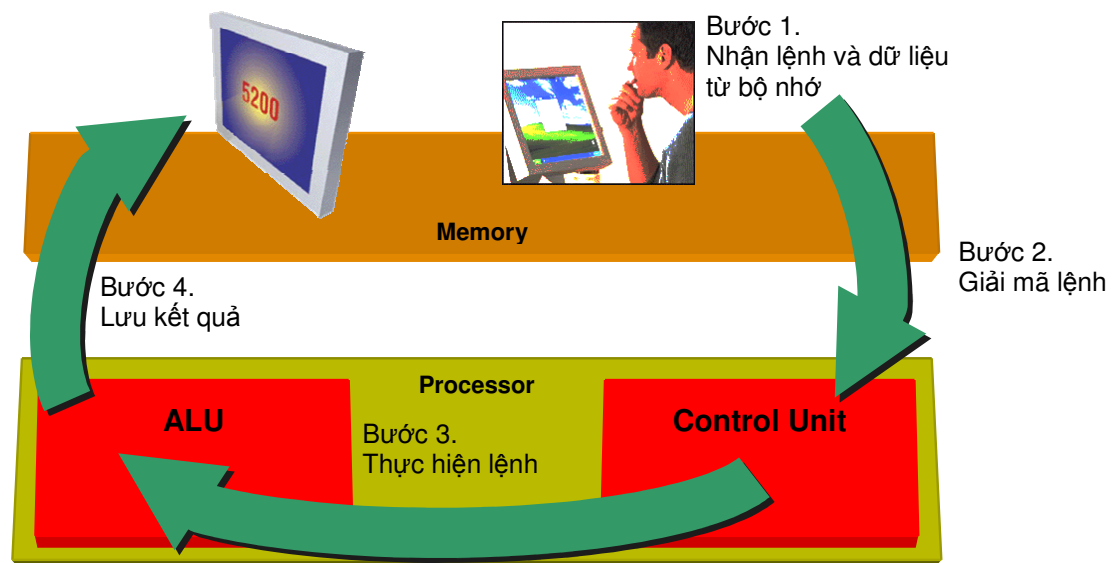 Bước 1.
Nhận lệnh và dữ liệu
từ bộ nhớ
5200
Memory
Bước 2.
Giải mã lệnh
Bước 4.
Lưu kết quả
Processor
ALU
Control Unit
Bước 3.
Thực hiện lệnh